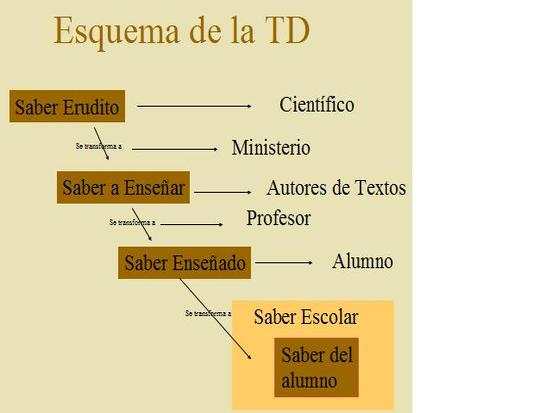 Esquema de la TD
Saber Erudito
Científico
Se transforma a
Ministerio
Saber a Enseñar
Autores de Textos
Se transforma a
Profesor
Saber Enseñado
Alumno
Se transforma a
Saber Escolar
Saber del
alumno